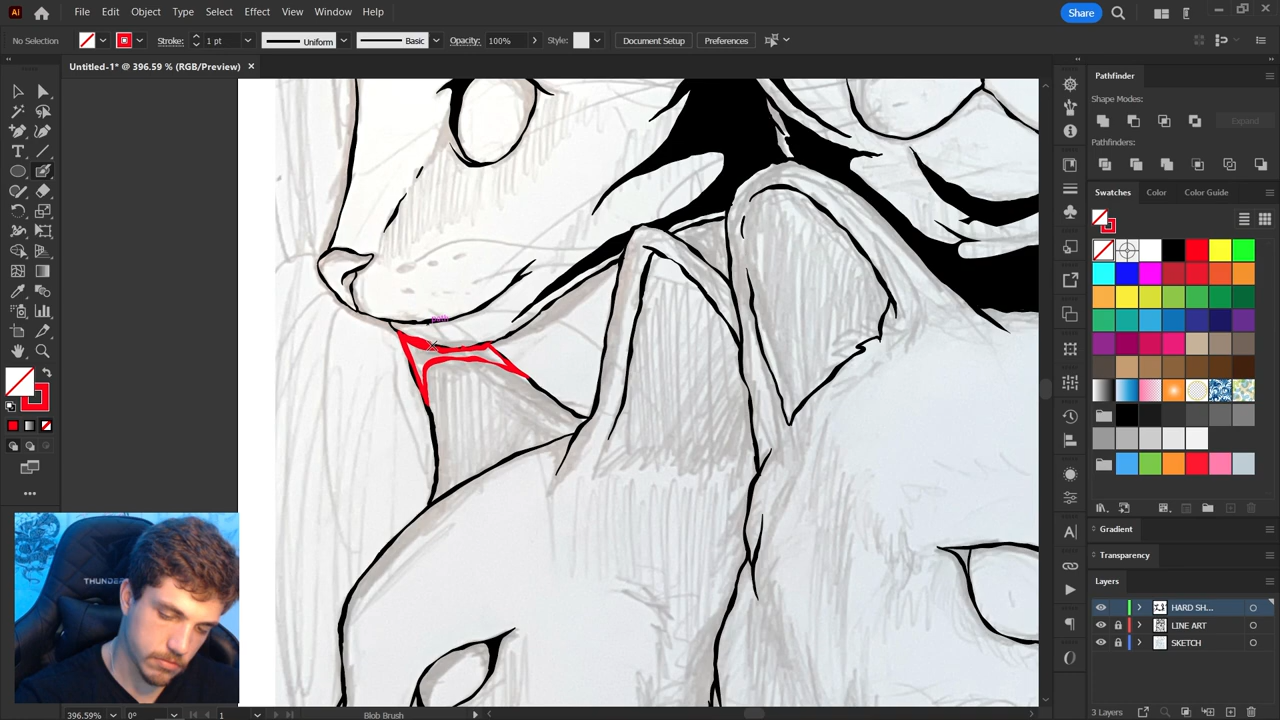 Ai File Edit Object Type Select Effect View Window Help Share
No Selection Stroke: 1 pt Uniform Basic Opacity: 100% Style: Document Setup Preferences
Untitled-1* @ 396.59 % (RGB/Preview)
Pathfinder
Shape Modes:
Expand
Pathfinders:
Swatches Color Color Guide
path
THUNDER
Gradient
Transparency
Layers
HARD SH...
LINE ART
SKETCH
396.59% 0° 1 Blob Brush 3 Layers